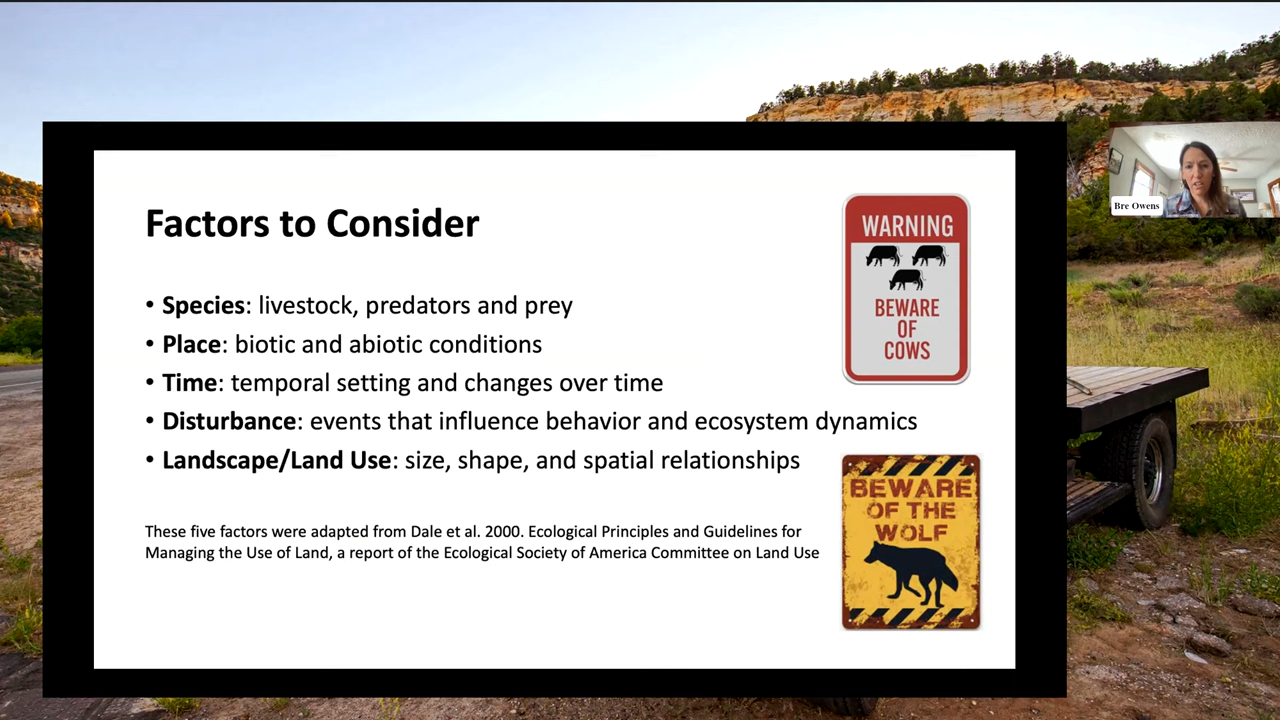 Factors to Consider
• Species: livestock, predators and prey
• Place: biotic and abiotic conditions
• Time: temporal setting and changes over time
• Disturbance: events that influence behavior and ecosystem dynamics
• Landscape/Land Use: size, shape, and spatial relationships
These five factors were adapted from Dale et al. 2000. Ecological Principles and Guidelines for
Managing the Use of Land, a report of the Ecological Society of America Committee on Land Use
WARNING
BEWARE
OF
COWS
BEWARE
OF THE
WOLF
Bre Owens